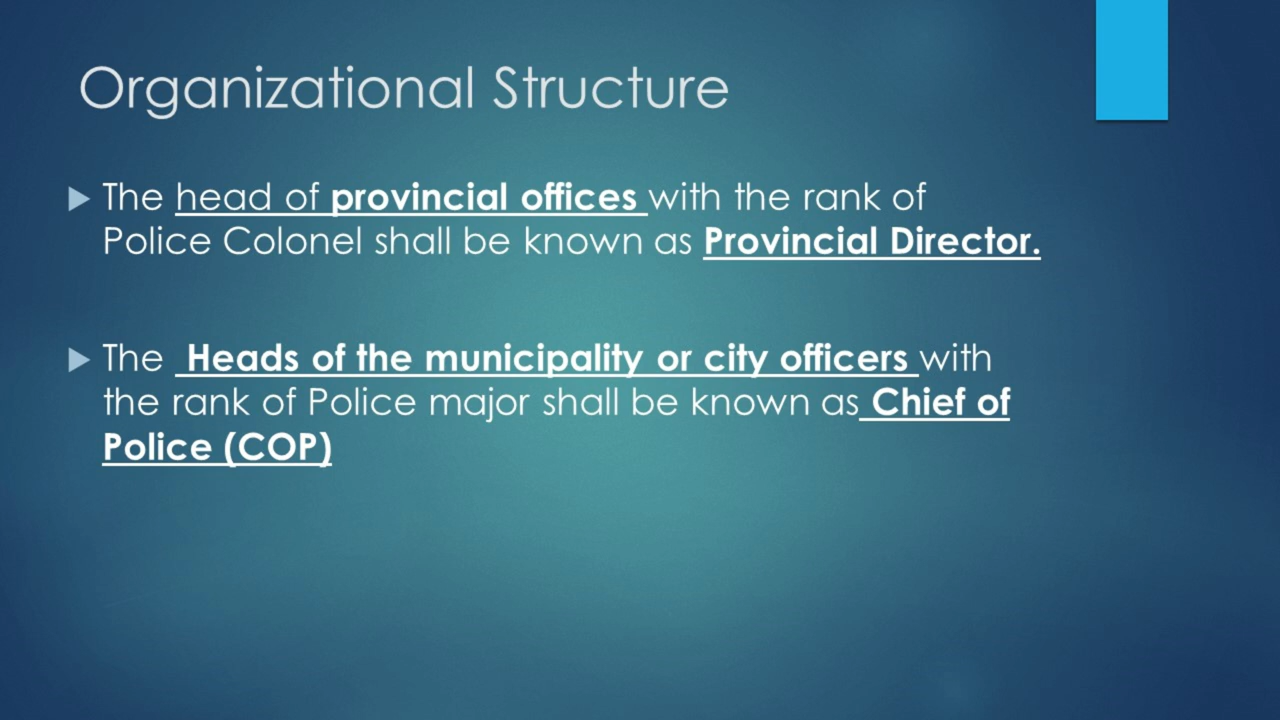 Organizational Structure
The head of provincial offices with the rank of
Police Colonel shall be known as Provincial Director.
The  Heads of the municipality or city officers with
the rank of Police major shall be known as Chief of
Police (COP)